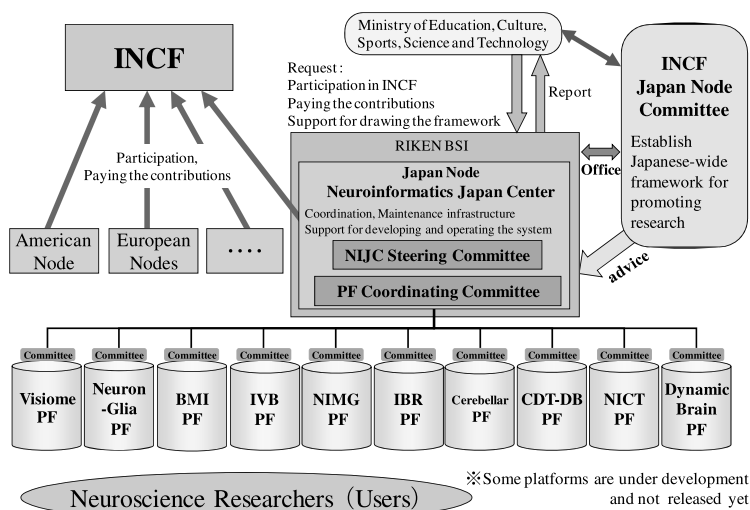 INCF
Ministry of Education, Culture,
Sports, Science and Technology
INCF
Japan Node
Committee
Establish
Japanese-wide
framework for
promoting
research
Request :
Participation in INCF
Paying the contributions
Support for drawing the framework
Report
Participation,
Paying the contributions
American
Node
European
Nodes
····
RIKEN BSI
Japan Node
Neuroinformatics Japan Center
Coordination, Maintenance infrastructure
Support for developing and operating the system
NIJC Steering Committee
PF Coordinating Committee
Office
advice
Committee
Visiome
PF
Committee
Neuron
-Glia
PF
Committee
BMI
PF
Committee
IVB
PF
Committee
NIMG
PF
Committee
IBR
PF
Committee
Cerebellar
PF
Committee
CDT-DB
PF
Committee
NICT
PF
Committee
Dynamic
Brain
PF
Neuroscience Researchers（Users）
※Some platforms are under development
and not released yet